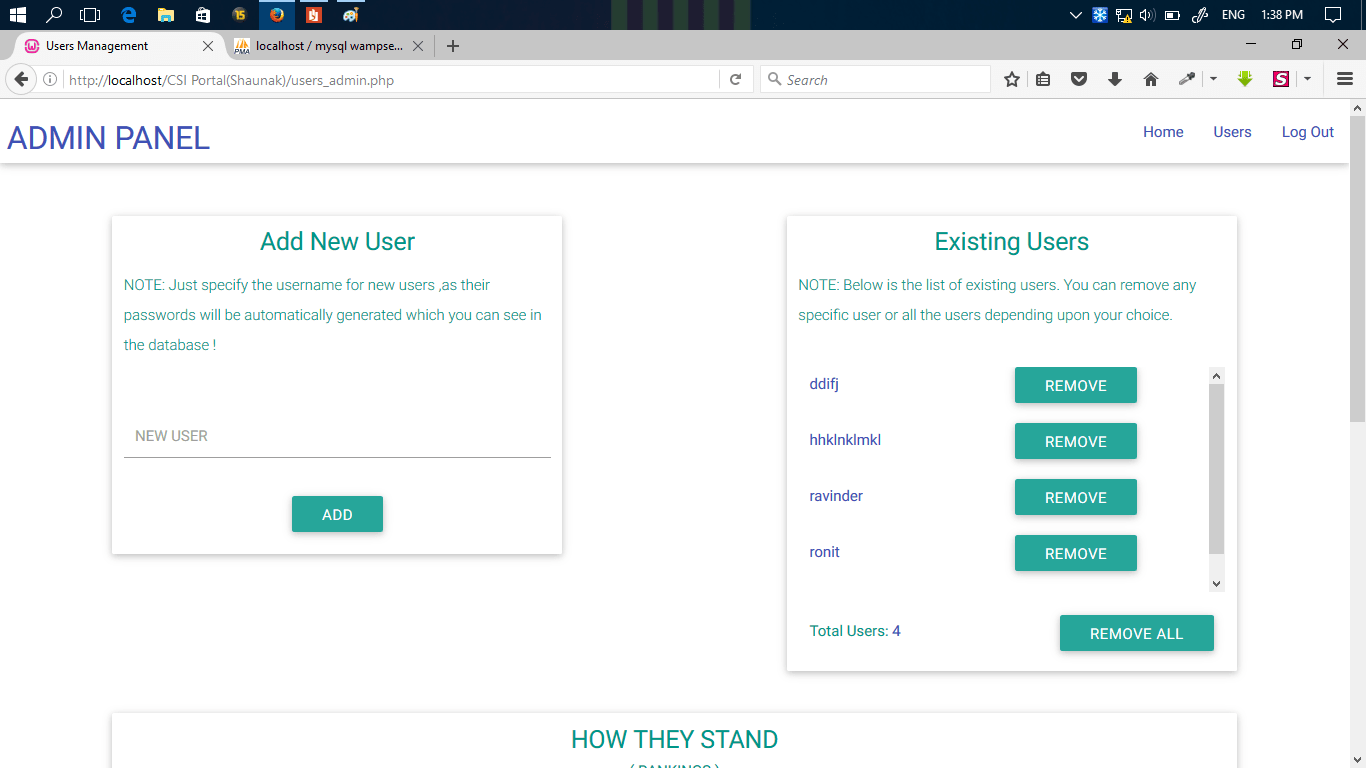 ENG
1:38 PM
Users Management
localhost / mysql wampse...
http://localhost/CSI Portal(Shaunak)/users_admin.php
Search
ADMIN PANEL
Home
Users
Log Out
Add New User
NOTE: Just specify the username for new users ,as their
passwords will be automatically generated which you can see in
the database !
NEW USER
ADD
Existing Users
NOTE: Below is the list of existing users. You can remove any
specific user or all the users depending upon your choice.
ddifj REMOVE
hhklnklmkl REMOVE
ravinder REMOVE
ronit REMOVE
Total Users: 4 REMOVE ALL
HOW THEY STAND
( RANKINGS )